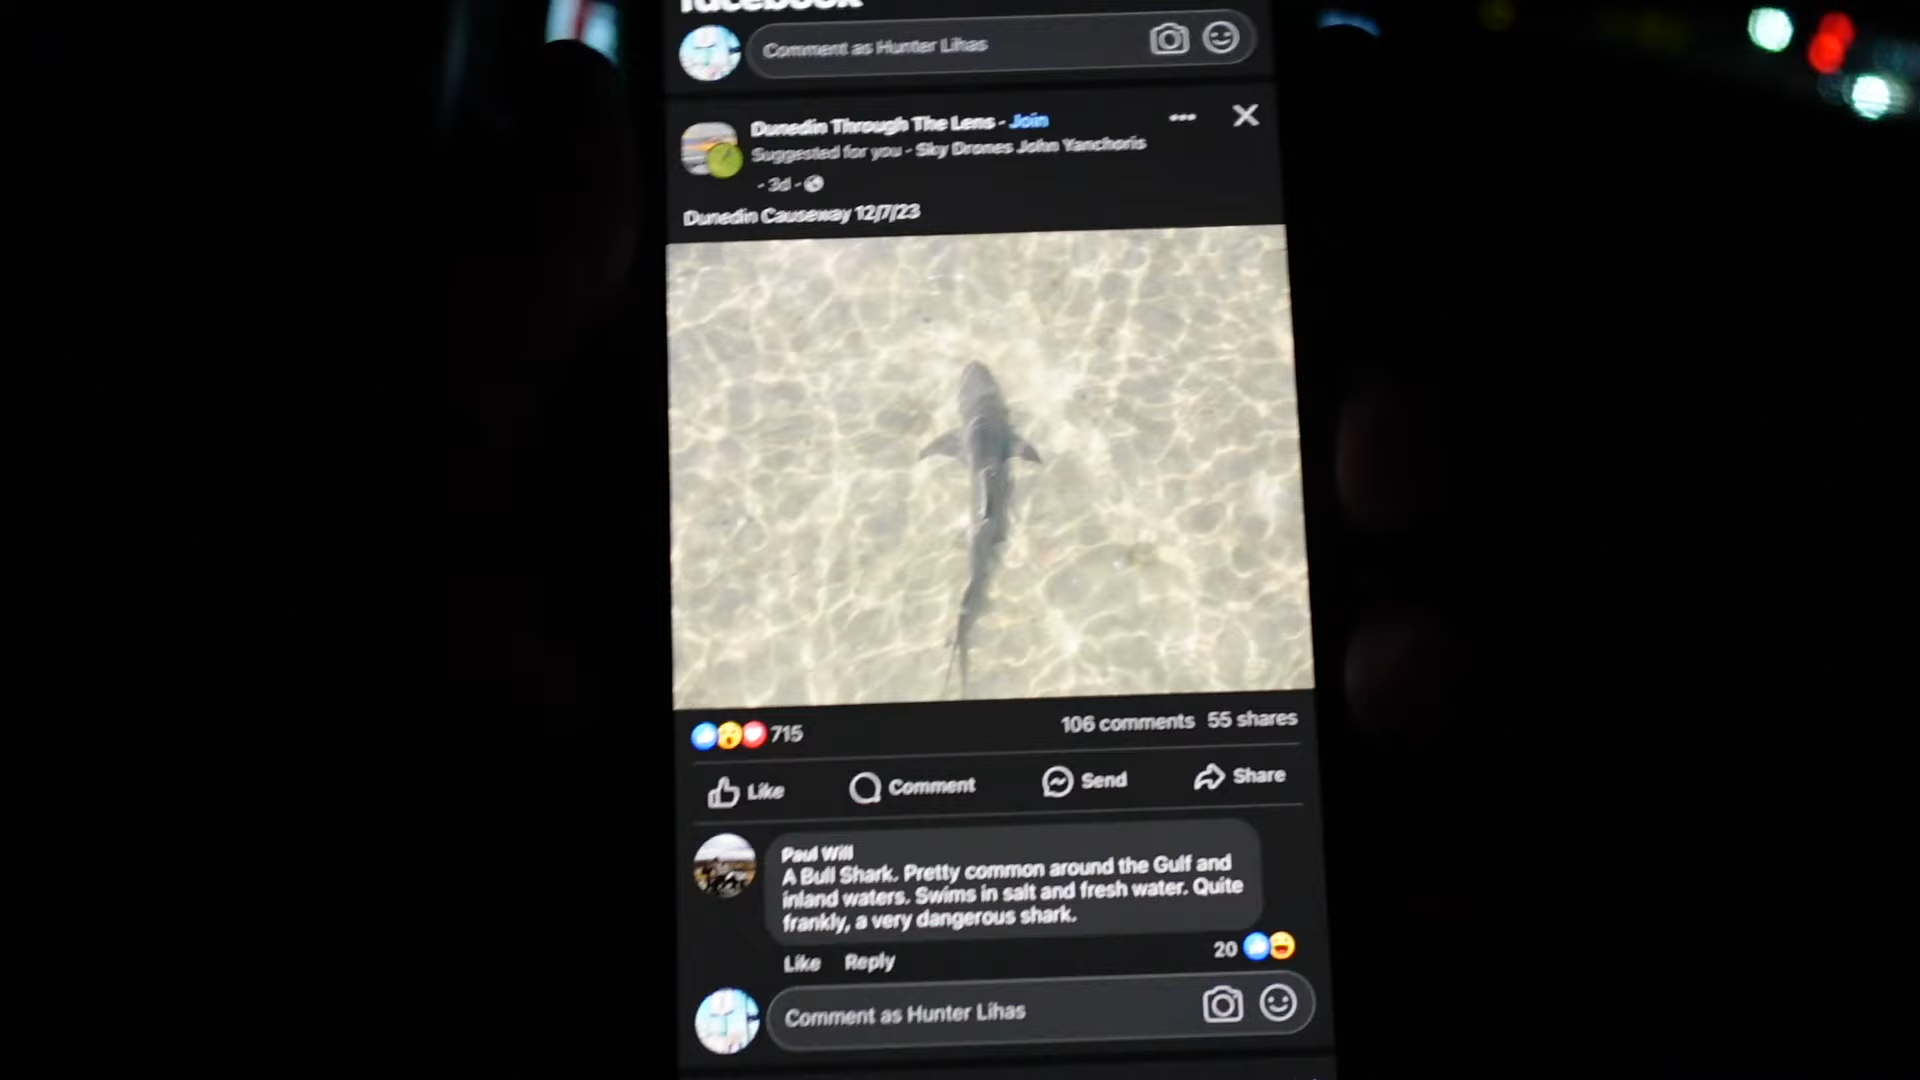 facebook
Comment as Hunter Lihas
Dunedin Through The Lens · Join
Suggested for you · Sky Drones John Yanchoris
· 3d ·
Dunedin Causeway 12/7/23
715
106 comments 55 shares
Like Comment Send Share
Paul Will
A Bull Shark. Pretty common around the Gulf and
inland waters. Swims in salt and fresh water. Quite
frankly, a very dangerous shark.
Like Reply 20
Comment as Hunter Lihas